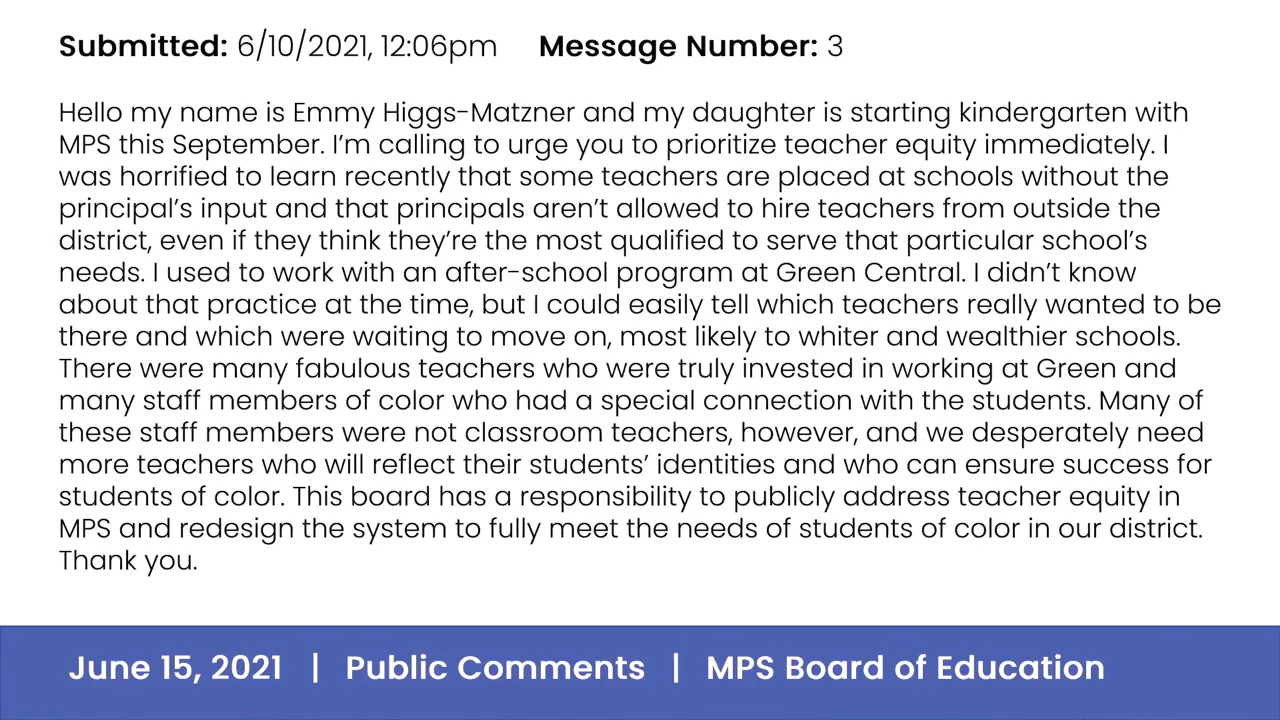 Submitted: 6/10/2021, 12:06pm Message Number: 3
Hello my name is Emmy Higgs-Matzner and my daughter is starting kindergarten with
MPS this September. I'm calling to urge you to prioritize teacher equity immediately. I
was horrified to learn recently that some teachers are placed at schools without the
principal's input and that principals aren't allowed to hire teachers from outside the
district, even if they think they're the most qualified to serve that particular school's
needs. I used to work with an after-school program at Green Central. I didn't know
about that practice at the time, but I could easily tell which teachers really wanted to be
there and which were waiting to move on, most likely to whiter and wealthier schools.
There were many fabulous teachers who were truly invested in working at Green and
many staff members of color who had a special connection with the students. Many of
these staff members were not classroom teachers, however, and we desperately need
more teachers who will reflect their students' identities and who can ensure success for
students of color. This board has a responsibility to publicly address teacher equity in
MPS and redesign the system to fully meet the needs of students of color in our district.
Thank you.
June 15, 2021 | Public Comments | MPS Board of Education